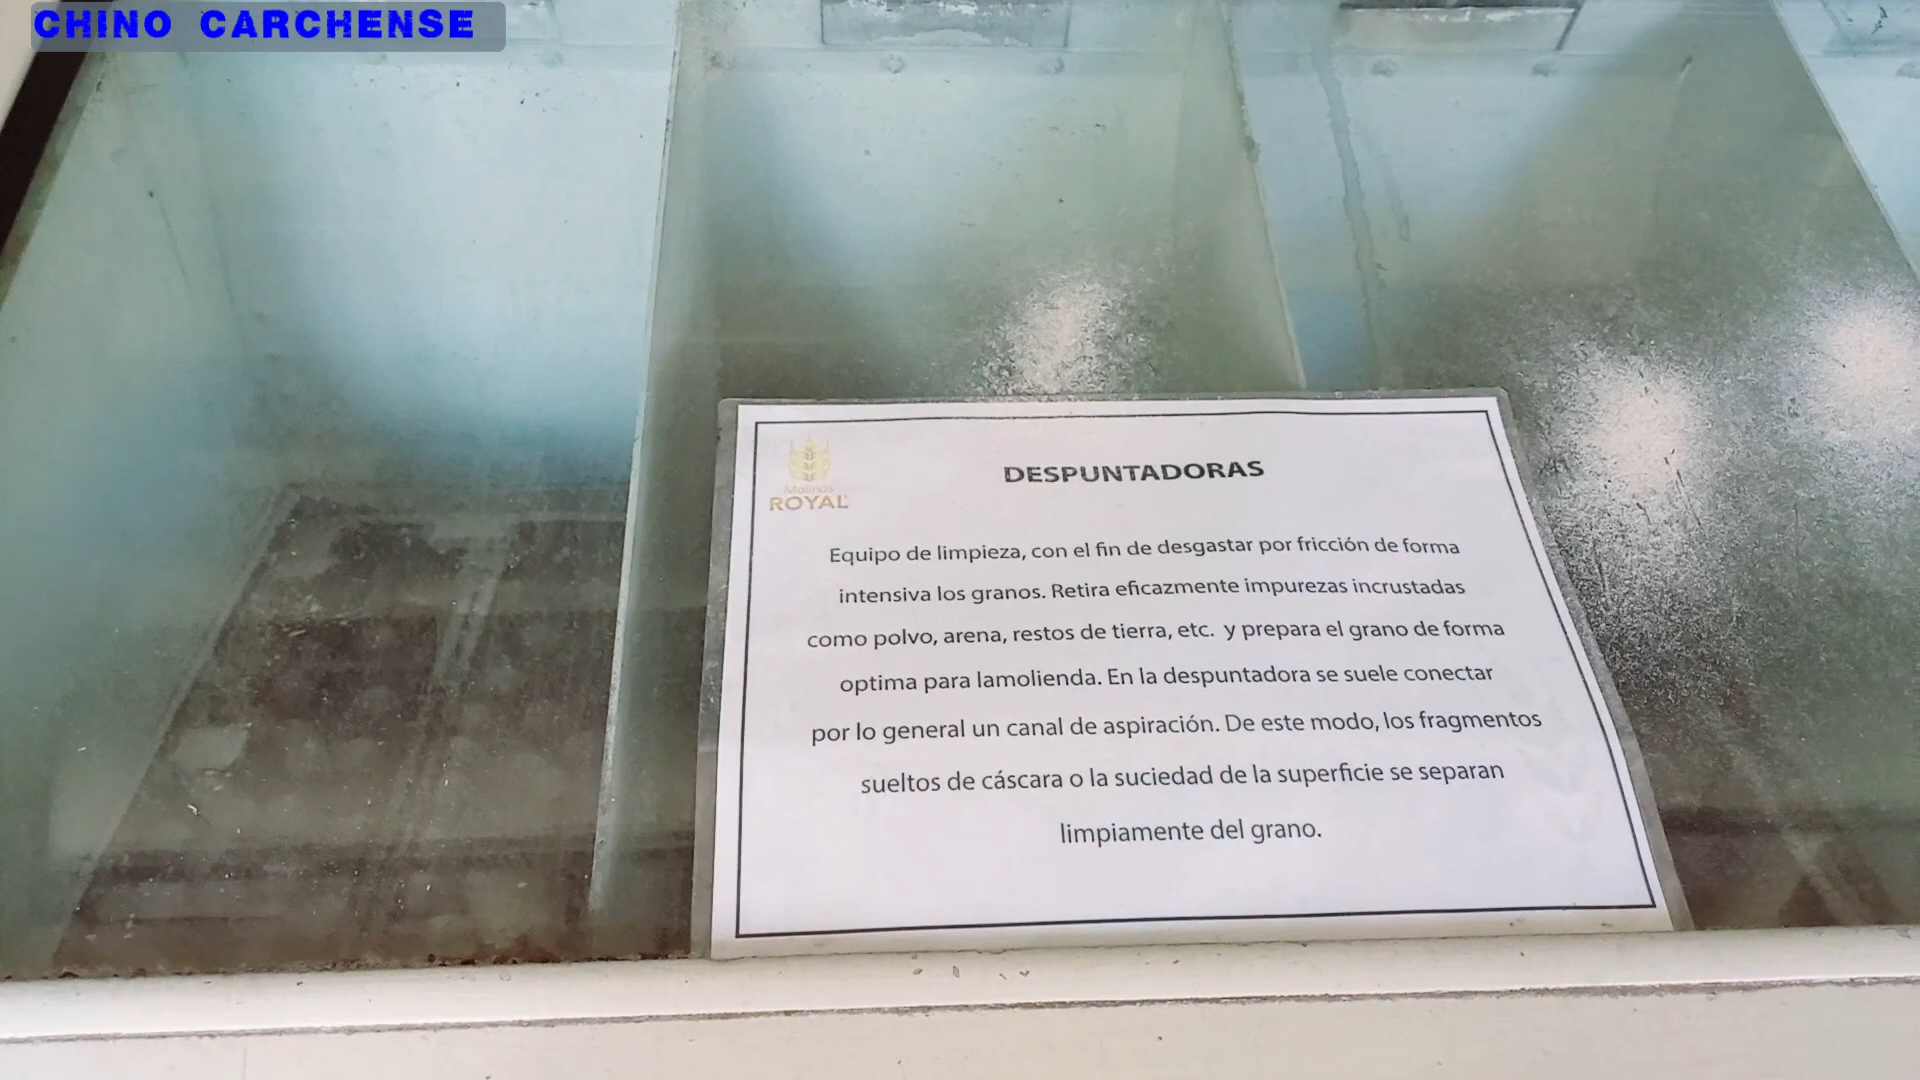 CHINO CARCHENSE
Molinos
ROYAL
DESPUNTADORAS
Equipo de limpieza, con el fin de desgastar por fricción de forma
intensiva los granos. Retira eficazmente impurezas incrustadas
como polvo, arena, restos de tierra, etc. y prepara el grano de forma
optima para lamolienda. En la despuntadora se suele conectar
por lo general un canal de aspiración. De este modo, los fragmentos
sueltos de cáscara o la suciedad de la superficie se separan
limpiamente del grano.